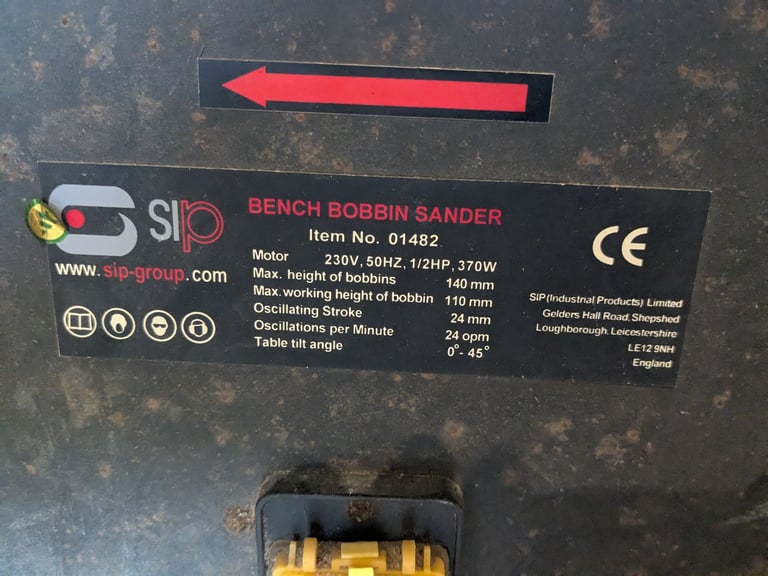 SIP
www.sip-group.com
BENCH BOBBIN SANDER
Item No. 01482
Motor 230V, 50HZ, 1/2HP, 370W
Max. height of bobbins 140 mm
Max.working height of bobbin 110 mm
Oscillating Stroke 24 mm
Oscillations per Minute 24 opm
Table tilt angle 0°- 45°
CE
SIP(Industrial Products) Limited
Gelders Hall Road, Shepshed
Loughborough, Leicestershire
LE12 9NH
England